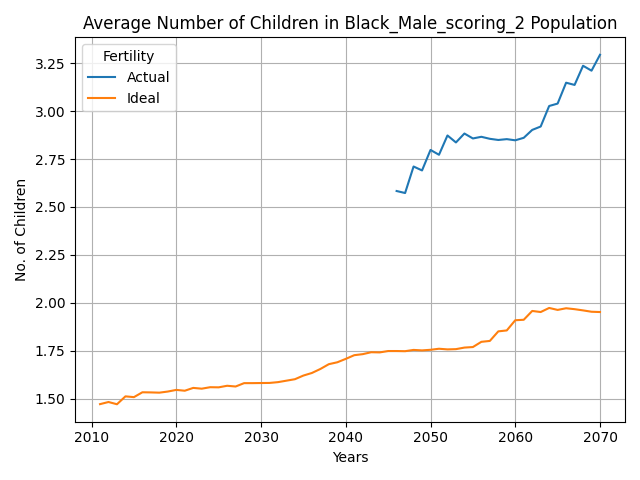 Average Number of Children in Black_Male_scoring_2 Population
Fertility
Actual
Ideal
3.25
3.00
2.75
2.50
2.25
2.00
1.75
1.50
No. of Children
2010 2020 2030 2040 2050 2060 2070
Years